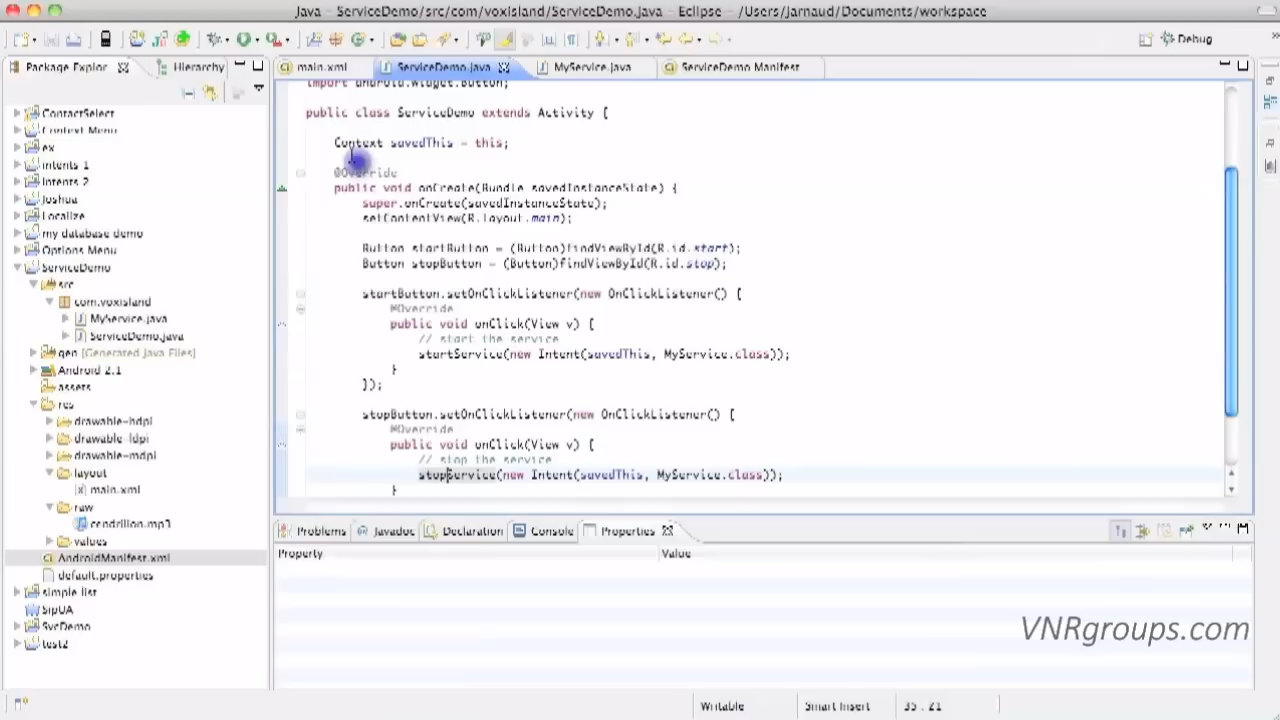 Java - ServiceDemo/src/com/voxisland/ServiceDemo.java - Eclipse - /Users/Jarnaud/Documents/workspace
Debug
Package Explor
Hierarchy
main.xml
ServiceDemo.java
MyService.java
ServiceDemo Manifest
ContactSelect
Context Menu
ex
intents 1
Intents 2
Joshua
Localize
my database demo
Options Menu
ServiceDemo
src
com.voxisland
MyService.java
ServiceDemo.java
gen [Generated Java Files]
Android 2.1
assets
res
drawable-hdpi
drawable-ldpi
drawable-mdpi
layout
main.xml
raw
cendrillon.mp3
values
AndroidManifest.xml
default.properties
simple list
SipUA
SvcDemo
test2
import android.widget.Button;
public class ServiceDemo extends Activity {
Context savedThis = this;
@Override
public void onCreate(Bundle savedInstanceState) {
super.onCreate(savedInstanceState);
setContentView(R.layout.main);
Button startButton = (Button)findViewById(R.id.start);
Button stopButton = (Button)findViewById(R.id.stop);
startButton.setOnClickListener(new OnClickListener() {
@Override
public void onClick(View v) {
// start the service
startService(new Intent(savedThis, MyService.class));
}
});
stopButton.setOnClickListener(new OnClickListener() {
@Override
public void onClick(View v) {
// stop the service
stopService(new Intent(savedThis, MyService.class));
}
Problems
Javadoc
Declaration
Console
Properties
Property
Value
VNRgroups.com
Writable
Smart Insert
35 : 21